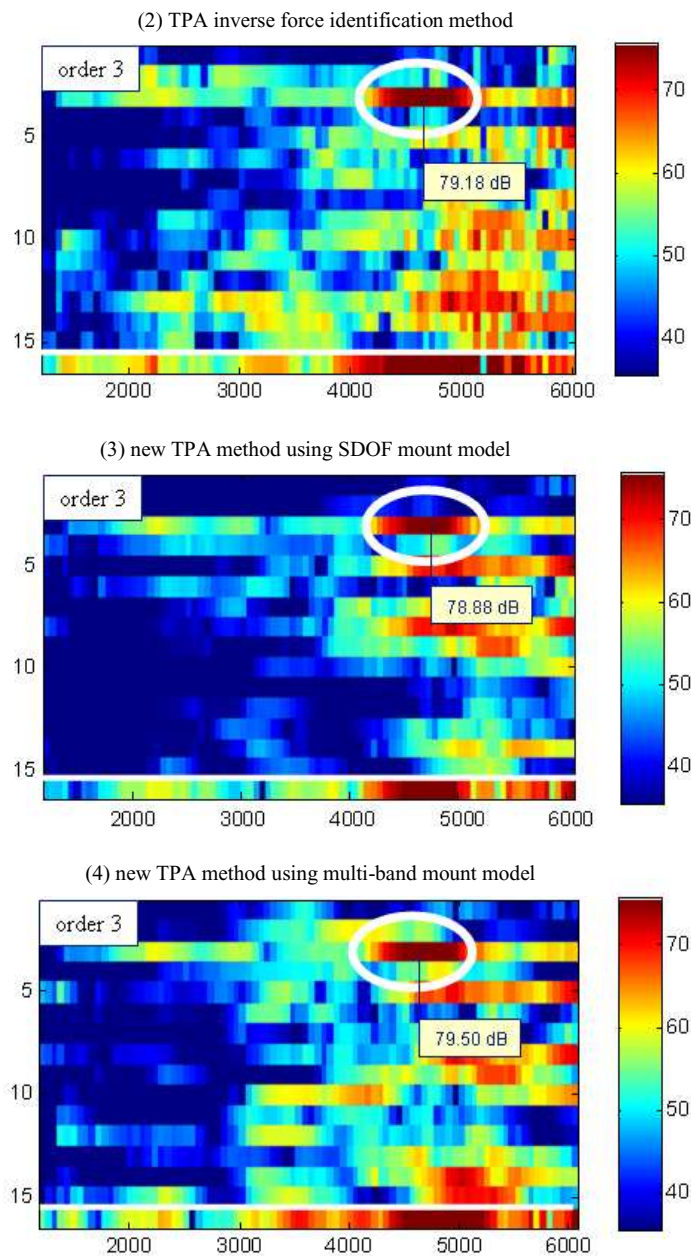 (2) TPA inverse force identification method
order 3
5
10
15
79.18 dB
2000 3000 4000 5000 6000
70
60
50
40
(3) new TPA method using SDOF mount model
order 3
5
10
15
78.88 dB
2000 3000 4000 5000 6000
70
60
50
40
(4) new TPA method using multi-band mount model
order 3
5
10
15
79.50 dB
2000 3000 4000 5000 6000
70
60
50
40